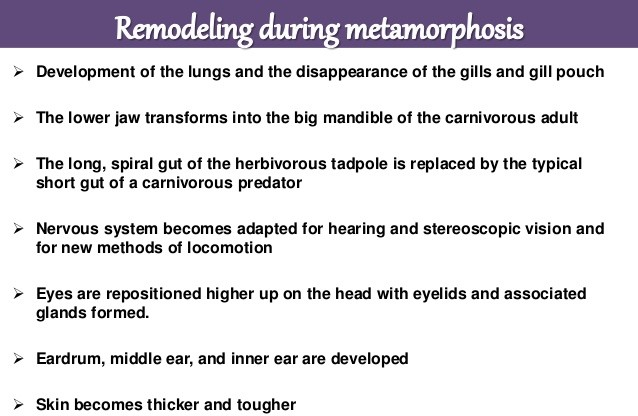 Remodeling during metamorphosis
➢ Development of the lungs and the disappearance of the gills and gill pouch
➢ The lower jaw transforms into the big mandible of the carnivorous adult
➢ The long, spiral gut of the herbivorous tadpole is replaced by the typical
short gut of a carnivorous predator
➢ Nervous system becomes adapted for hearing and stereoscopic vision and
for new methods of locomotion
➢ Eyes are repositioned higher up on the head with eyelids and associated
glands formed.
➢ Eardrum, middle ear, and inner ear are developed
➢ Skin becomes thicker and tougher